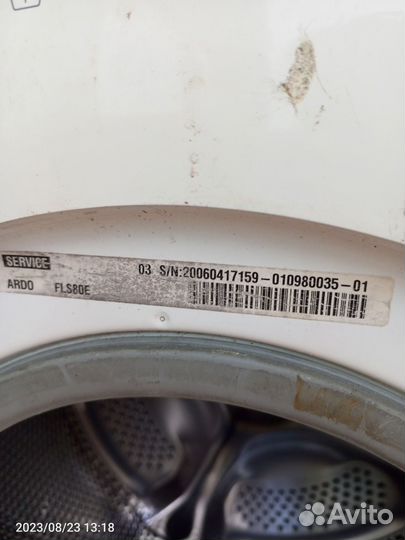 SERVICE 03 S/N:20060417159-010980035-01
ARDO FLS80E
2023/08/23 13:18
Avito